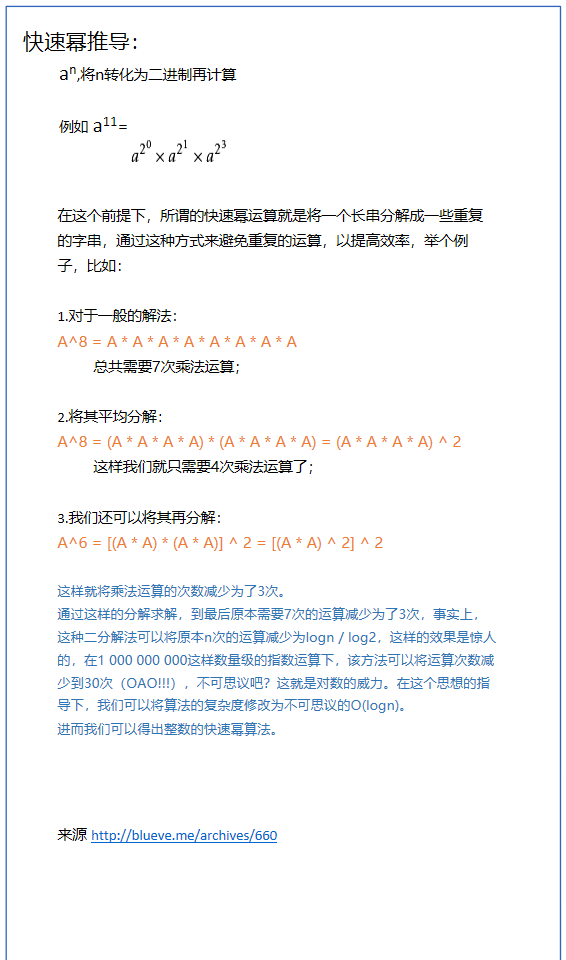 快速幂推导：
aⁿ,将n转化为二进制再计算
例如 a¹¹=
a^{2^0} × a^{2^1} × a^{2^3}
在这个前提下，所谓的快速幂运算就是将一个长串分解成一些重复
的字串，通过这种方式来避免重复的运算，以提高效率，举个例
子，比如：
1.对于一般的解法：
A^8 = A * A * A * A * A * A * A * A
总共需要7次乘法运算；
2.将其平均分解：
A^8 = (A * A * A * A) * (A * A * A * A) = (A * A * A * A) ^ 2
这样我们就只需要4次乘法运算了；
3.我们还可以将其再分解：
A^6 = [(A * A) * (A * A)] ^ 2 = [(A * A) ^ 2] ^ 2
这样就将乘法运算的次数减少为了3次。
通过这样的分解求解，到最后原本需要7次的运算减少为了3次，事实上，
这种二分解法可以将原本n次的运算减少为logn / log2，这样的效果是惊人
的，在1 000 000 000这样数量级的指数运算下，该方法可以将运算次数减
少到30次（OAO!!!），不可思议吧？这就是对数的威力。在这个思想的指
导下，我们可以将算法的复杂度修改为不可思议的O(logn)。
进而我们可以得出整数的快速幂算法。
来源 http://blueve.me/archives/660